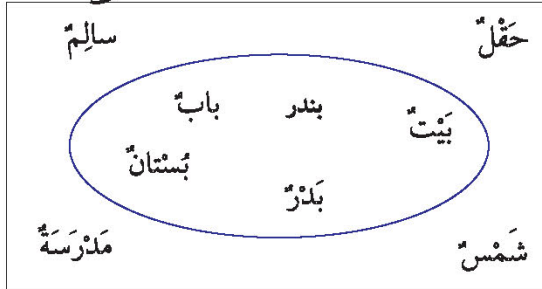 حَقْلٌ سالِمٌ
بَيْتٌ بندر بابٌ
بَدْرٌ بُسْتانٌ
شَمْسٌ مَدْرَسَةٌ